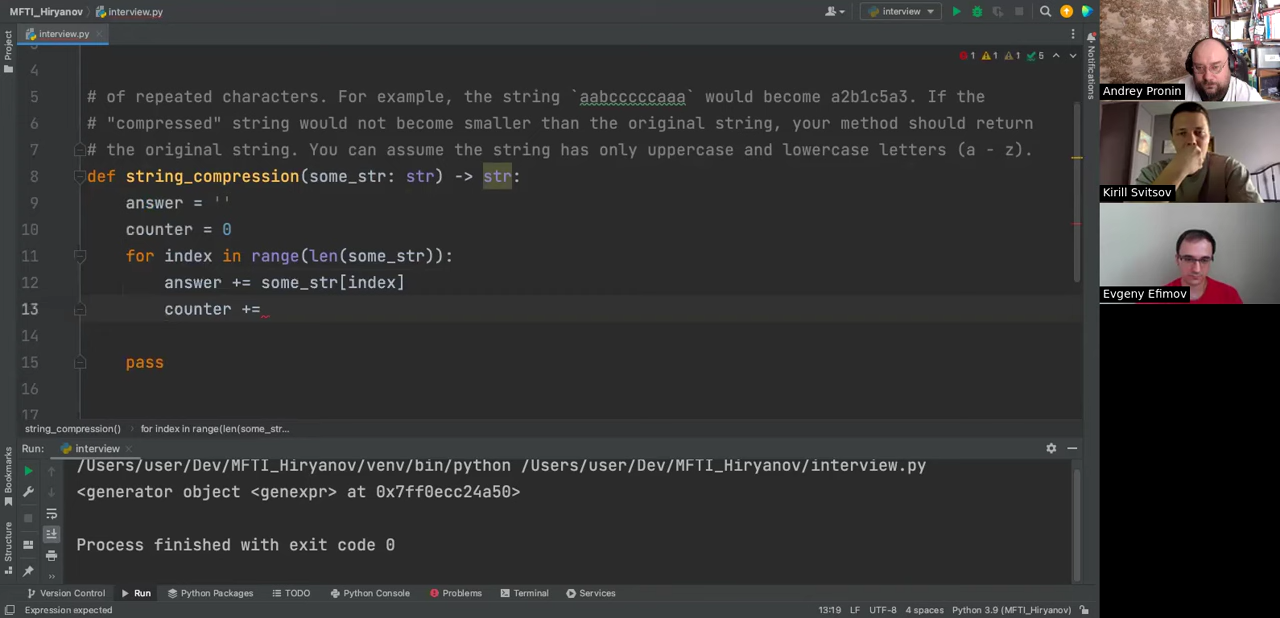 MFTI_Hiryanov
interview.py
interview
interview.py
Project
Notifications
1 1 1 5
4
5 # of repeated characters. For example, the string `aabcccccaaa` would become a2b1c5a3. If the
6 # "compressed" string would not become smaller than the original string, your method should return
7 # the original string. You can assume the string has only uppercase and lowercase letters (a - z).
8 def string_compression(some_str: str) -> str:
9 answer = ''
10 counter = 0
11 for index in range(len(some_str)):
12 answer += some_str[index]
13 counter +=
14
15 pass
16
17
string_compression()
for index in range(len(some_str...
Run: interview
/Users/user/Dev/MFTI_Hiryanov/venv/bin/python /Users/user/Dev/MFTI_Hiryanov/interview.py
<generator object <genexpr> at 0x7ff0ecc24a50>
Process finished with exit code 0
Bookmarks
Structure
Version Control
Run
Python Packages
TODO
Python Console
Problems
Terminal
Services
Expression expected
13:19 LF UTF-8 4 spaces Python 3.9 (MFTI_Hiryanov)
Andrey Pronin
Kirill Svitsov
Evgeny Efimov